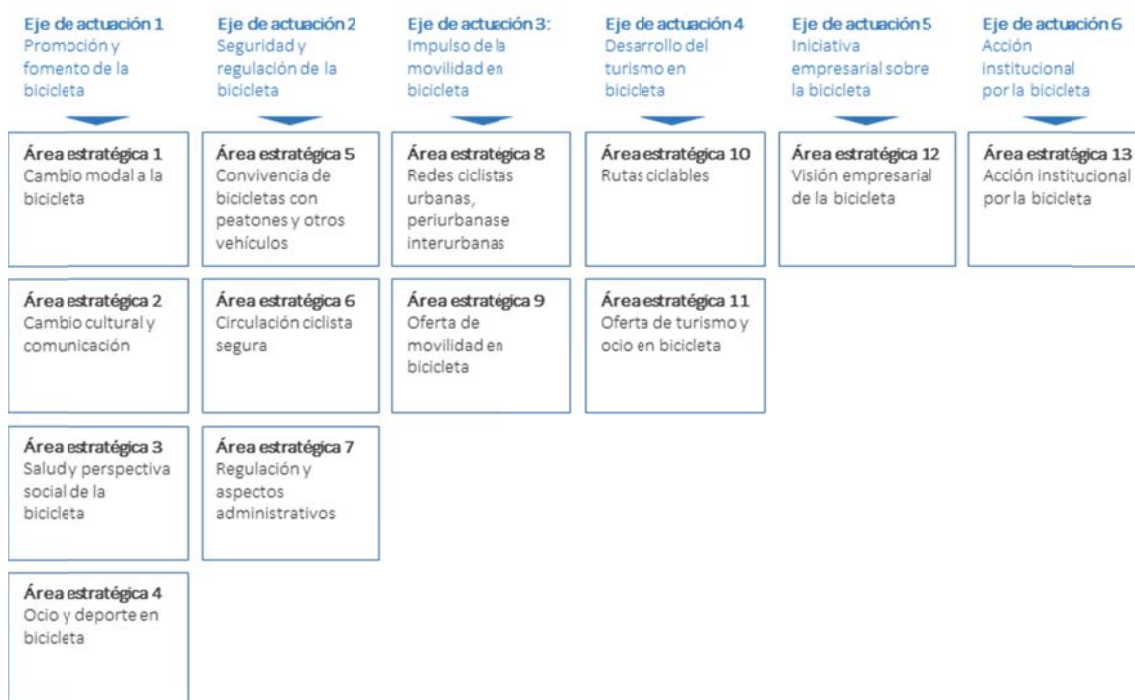 Eje de actuación 1
Promoción y
fomento de la
bicicleta
Eje de actuación 2
Seguridad y
regulación de la
bicicleta
Eje de actuación 3:
Impulso de la
movilidad en
bicicleta
Eje de actuación 4
Desarrollo del
turismo en
bicicleta
Eje de actuación 5
Iniciativa
empresarial sobre
la bicicleta
Eje de actuación 6
Acción
institucional
por la bicicleta
Área estratégica 1
Cambio modal a la
bicicleta
Área estratégica 5
Convivencia de
bicicletas con
peatones y otros
vehículos
Área estratégica 8
Redes ciclistas
urbanas,
periurbanas e
interurbanas
Área estratégica 10
Rutas ciclables
Área estratégica 12
Visión empresarial
de la bicicleta
Área estratégica 13
Acción institucional
por la bicicleta
Área estratégica 2
Cambio cultural y
comunicación
Área estratégica 6
Circulación ciclista
segura
Área estratégica 9
Oferta de
movilidad en
bicicleta
Área estratégica 11
Oferta de turismo y
ocio en bicicleta
Área estratégica 3
Salud y perspectiva
social de la
bicicleta
Área estratégica 7
Regulación y
aspectos
administrativos
Área estratégica 4
Ocio y deporte en
bicicleta